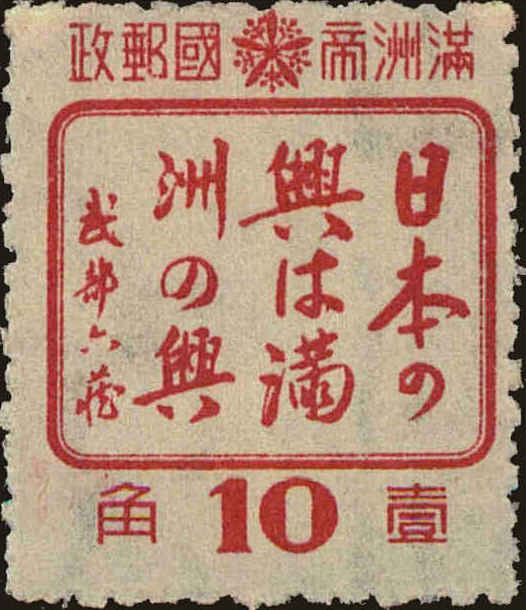 滿洲帝國郵政
日本の
興は滿
洲の興
武部六藏
壹 10 角